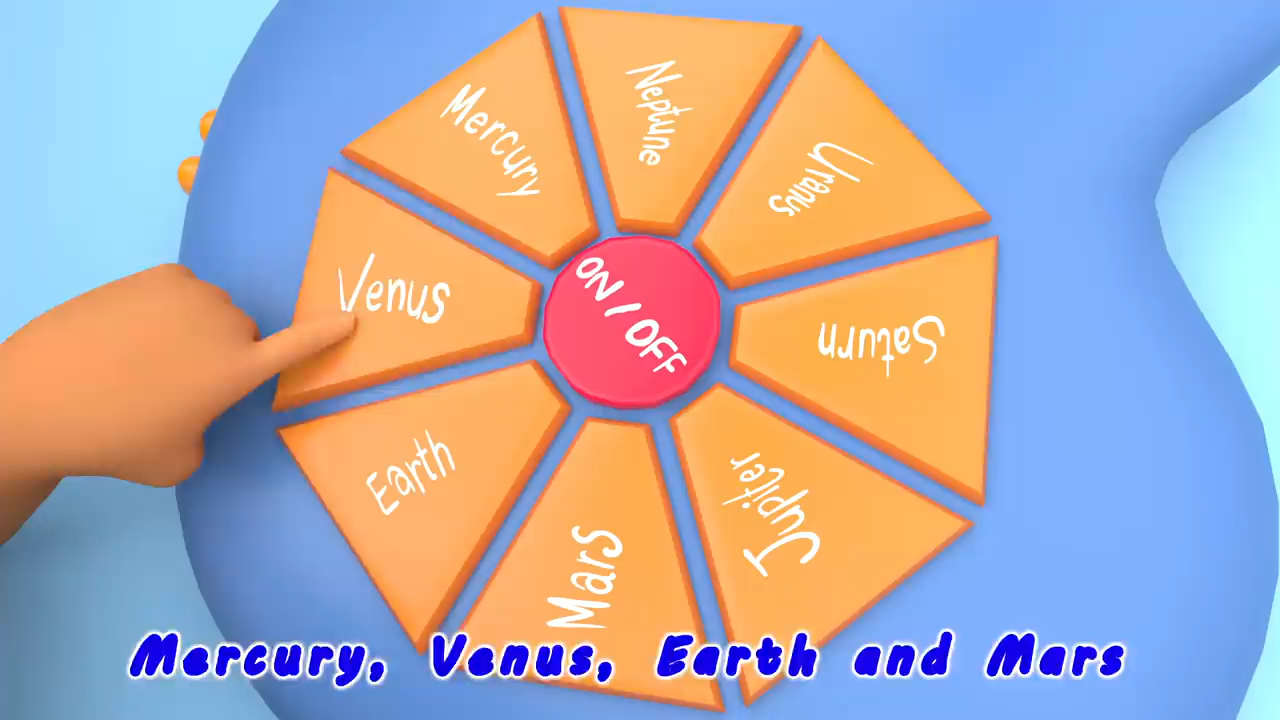 Neptune
Mercury
Uranus
Venus
ON/OFF
Saturn
Earth
Jupiter
Mars
Mercury, Venus, Earth and Mars